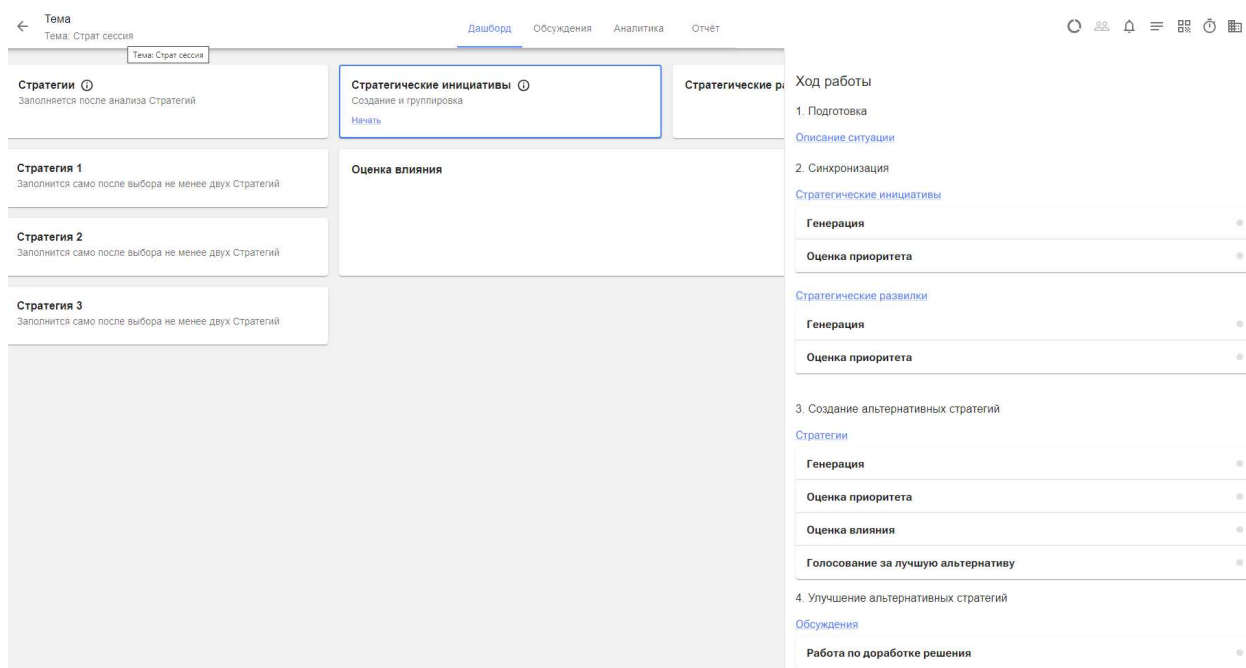 Тема
Тема: Страт сессия
Тема: Страт сессия
Дашборд Обсуждения Аналитика Отчёт
Стратегии
Заполняется после анализа Стратегий
Стратегические инициативы
Создание и группировка
Начать
Стратегические ра
Стратегия 1
Заполнится само после выбора не менее двух Стратегий
Оценка влияния
Стратегия 2
Заполнится само после выбора не менее двух Стратегий
Стратегия 3
Заполнится само после выбора не менее двух Стратегий
Ход работы
1. Подготовка
Описание ситуации
2. Синхронизация
Стратегические инициативы
Генерация
Оценка приоритета
Стратегические развилки
Генерация
Оценка приоритета
3. Создание альтернативных стратегий
Стратегии
Генерация
Оценка приоритета
Оценка влияния
Голосование за лучшую альтернативу
4. Улучшение альтернативных стратегий
Обсуждения
Работа по доработке решения